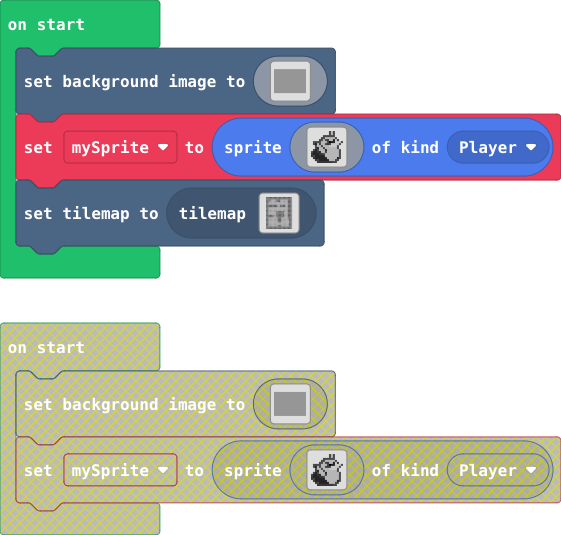 on start
set background image to
set mySprite to sprite of kind Player
set tilemap to tilemap
on start
set background image to
set mySprite to sprite of kind Player